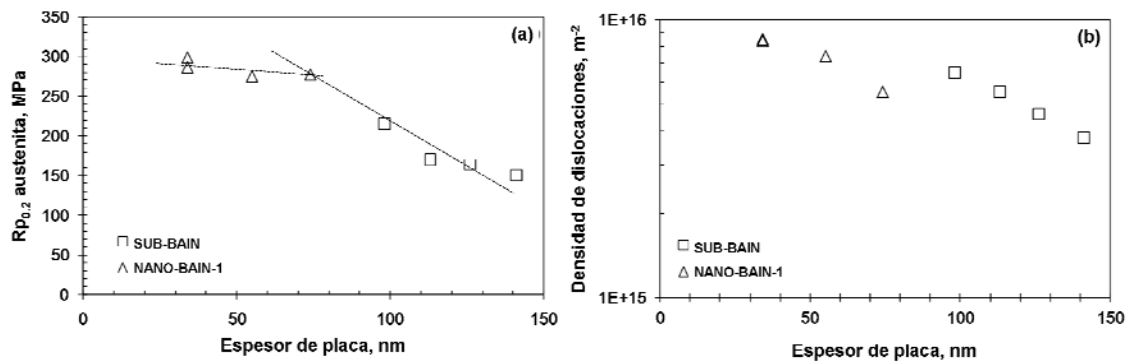 350
300
250
200
150
100
50
0
(a)
Rp0.2 austenita, MPa
SUB-BAIN
NANO-BAIN-1
0 50 100 150
Espesor de placa, nm
1E+16
1E+15
(b)
Densidad de dislocaciones, m-2
SUB-BAIN
NANO-BAIN-1
0 50 100 150
Espesor de placa, nm